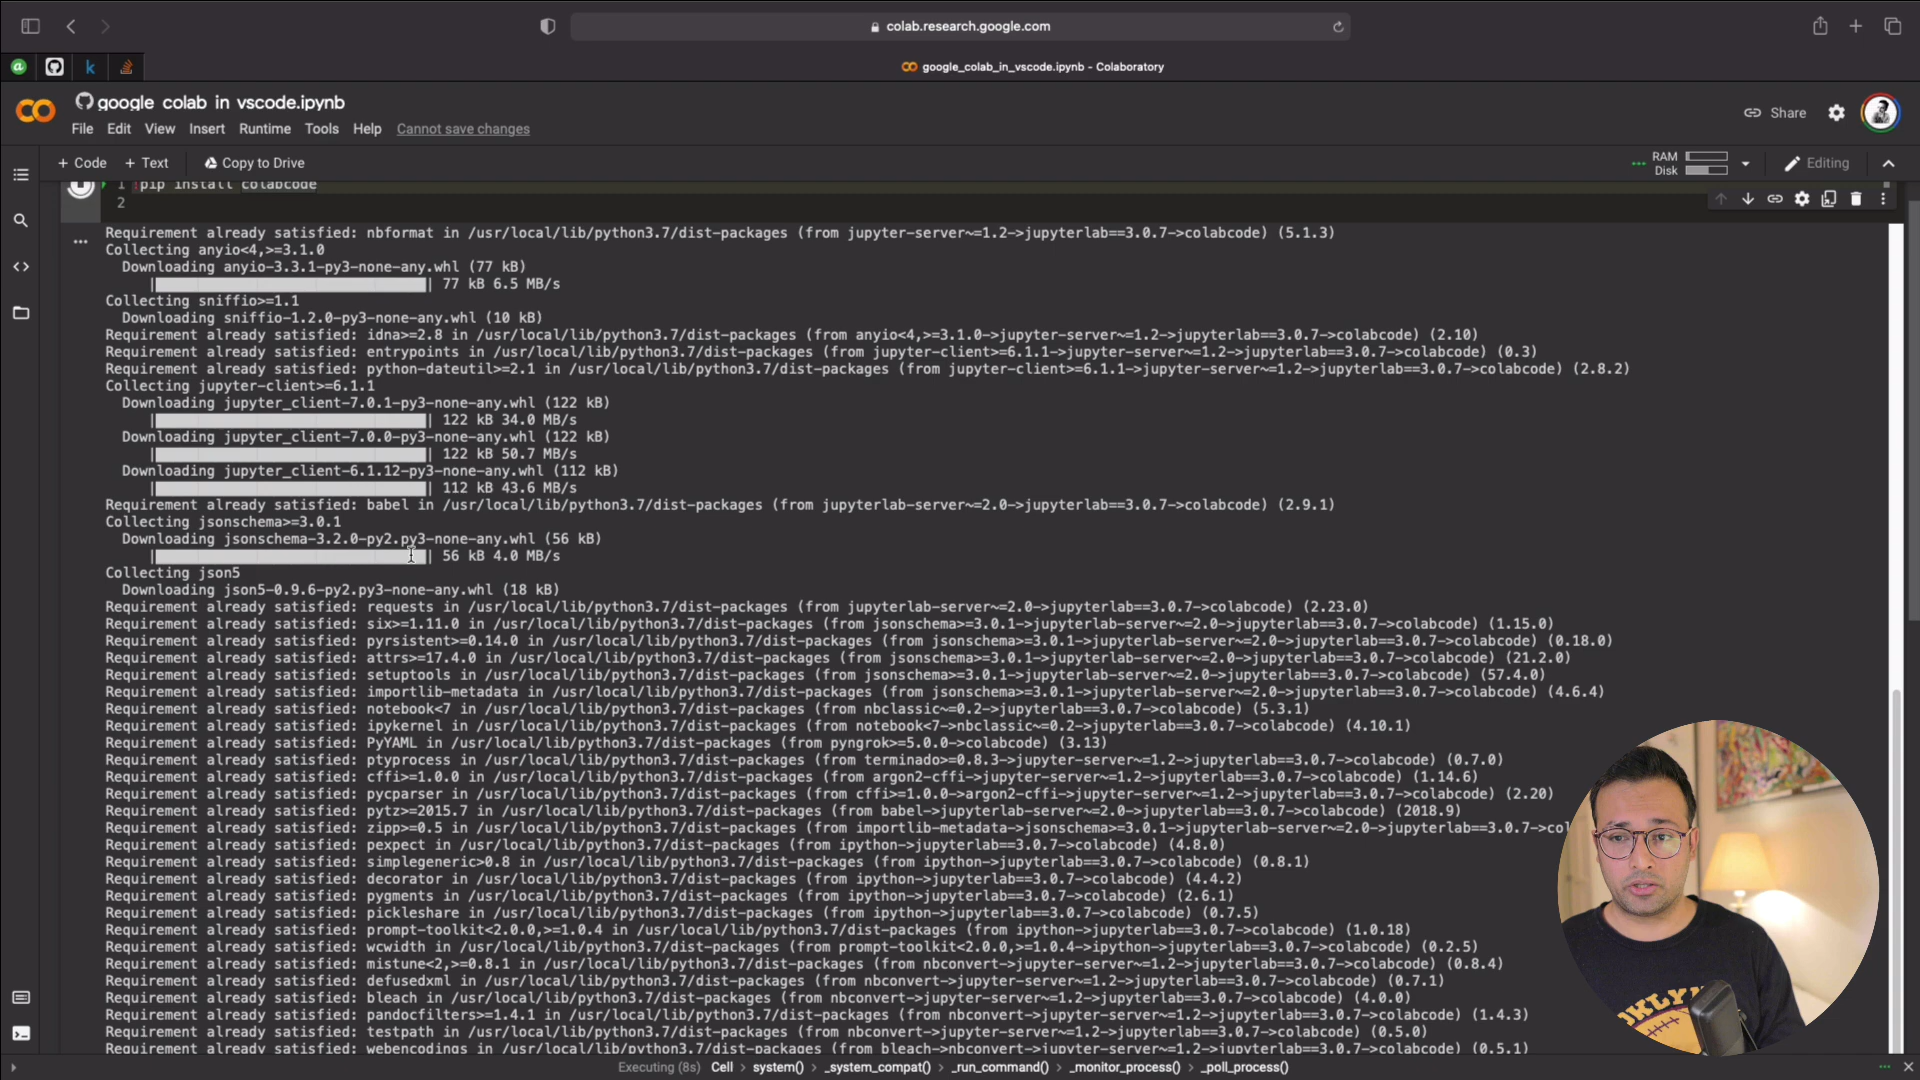 colab.research.google.com
google_colab_in_vscode.ipynb - Colaboratory
google_colab_in_vscode.ipynb
File Edit View Insert Runtime Tools Help Cannot save changes
Share
+ Code + Text Copy to Drive
RAM
Disk
Editing
1 !pip install colabcode
2
Requirement already satisfied: nbformat in /usr/local/lib/python3.7/dist-packages (from jupyter-server~=1.2->jupyterlab==3.0.7->colabcode) (5.1.3)
Collecting anyio<4,>=3.1.0
Downloading anyio-3.3.1-py3-none-any.whl (77 kB)
77 kB 6.5 MB/s
Collecting sniffio>=1.1
Downloading sniffio-1.2.0-py3-none-any.whl (10 kB)
Requirement already satisfied: idna>=2.8 in /usr/local/lib/python3.7/dist-packages (from anyio<4,>=3.1.0->jupyter-server~=1.2->jupyterlab==3.0.7->colabcode) (2.10)
Requirement already satisfied: entrypoints in /usr/local/lib/python3.7/dist-packages (from jupyter-client>=6.1.1->jupyter-server~=1.2->jupyterlab==3.0.7->colabcode) (0.3)
Requirement already satisfied: python-dateutil>=2.1 in /usr/local/lib/python3.7/dist-packages (from jupyter-client>=6.1.1->jupyter-server~=1.2->jupyterlab==3.0.7->colabcode) (2.8.2)
Collecting jupyter-client>=6.1.1
Downloading jupyter_client-7.0.1-py3-none-any.whl (122 kB)
122 kB 34.0 MB/s
Downloading jupyter_client-7.0.0-py3-none-any.whl (122 kB)
122 kB 50.7 MB/s
Downloading jupyter_client-6.1.12-py3-none-any.whl (112 kB)
112 kB 43.6 MB/s
Requirement already satisfied: babel in /usr/local/lib/python3.7/dist-packages (from jupyterlab-server~=2.0->jupyterlab==3.0.7->colabcode) (2.9.1)
Collecting jsonschema>=3.0.1
Downloading jsonschema-3.2.0-py2.py3-none-any.whl (56 kB)
56 kB 4.0 MB/s
Collecting json5
Downloading json5-0.9.6-py2.py3-none-any.whl (18 kB)
Requirement already satisfied: requests in /usr/local/lib/python3.7/dist-packages (from jupyterlab-server~=2.0->jupyterlab==3.0.7->colabcode) (2.23.0)
Requirement already satisfied: six>=1.11.0 in /usr/local/lib/python3.7/dist-packages (from jsonschema>=3.0.1->jupyterlab-server~=2.0->jupyterlab==3.0.7->colabcode) (1.15.0)
Requirement already satisfied: pyrsistent>=0.14.0 in /usr/local/lib/python3.7/dist-packages (from jsonschema>=3.0.1->jupyterlab-server~=2.0->jupyterlab==3.0.7->colabcode) (0.18.0)
Requirement already satisfied: attrs>=17.4.0 in /usr/local/lib/python3.7/dist-packages (from jsonschema>=3.0.1->jupyterlab-server~=2.0->jupyterlab==3.0.7->colabcode) (21.2.0)
Requirement already satisfied: setuptools in /usr/local/lib/python3.7/dist-packages (from jsonschema>=3.0.1->jupyterlab-server~=2.0->jupyterlab==3.0.7->colabcode) (57.4.0)
Requirement already satisfied: importlib-metadata in /usr/local/lib/python3.7/dist-packages (from jsonschema>=3.0.1->jupyterlab-server~=2.0->jupyterlab==3.0.7->colabcode) (4.6.4)
Requirement already satisfied: notebook<7 in /usr/local/lib/python3.7/dist-packages (from nbclassic~=0.2->jupyterlab==3.0.7->colabcode) (5.3.1)
Requirement already satisfied: ipykernel in /usr/local/lib/python3.7/dist-packages (from notebook<7->nbclassic~=0.2->jupyterlab==3.0.7->colabcode) (4.10.1)
Requirement already satisfied: PyYAML in /usr/local/lib/python3.7/dist-packages (from pyngrok>=5.0.0->colabcode) (3.13)
Requirement already satisfied: ptyprocess in /usr/local/lib/python3.7/dist-packages (from terminado>=0.8.3->jupyter-server~=1.2->jupyterlab==3.0.7->colabcode) (0.7.0)
Requirement already satisfied: cffi>=1.0.0 in /usr/local/lib/python3.7/dist-packages (from argon2-cffi->jupyter-server~=1.2->jupyterlab==3.0.7->colabcode) (1.14.6)
Requirement already satisfied: pycparser in /usr/local/lib/python3.7/dist-packages (from cffi>=1.0.0->argon2-cffi->jupyter-server~=1.2->jupyterlab==3.0.7->colabcode) (2.20)
Requirement already satisfied: pytz>=2015.7 in /usr/local/lib/python3.7/dist-packages (from babel->jupyterlab-server~=2.0->jupyterlab==3.0.7->colabcode) (2018.9)
Requirement already satisfied: zipp>=0.5 in /usr/local/lib/python3.7/dist-packages (from importlib-metadata->jsonschema>=3.0.1->jupyterlab-server~=2.0->jupyterlab==3.0.7->col
Requirement already satisfied: pexpect in /usr/local/lib/python3.7/dist-packages (from ipython->jupyterlab==3.0.7->colabcode) (4.8.0)
Requirement already satisfied: simplegeneric>0.8 in /usr/local/lib/python3.7/dist-packages (from ipython->jupyterlab==3.0.7->colabcode) (0.8.1)
Requirement already satisfied: decorator in /usr/local/lib/python3.7/dist-packages (from ipython->jupyterlab==3.0.7->colabcode) (4.4.2)
Requirement already satisfied: pygments in /usr/local/lib/python3.7/dist-packages (from ipython->jupyterlab==3.0.7->colabcode) (2.6.1)
Requirement already satisfied: pickleshare in /usr/local/lib/python3.7/dist-packages (from ipython->jupyterlab==3.0.7->colabcode) (0.7.5)
Requirement already satisfied: prompt-toolkit<2.0.0,>=1.0.4 in /usr/local/lib/python3.7/dist-packages (from ipython->jupyterlab==3.0.7->colabcode) (1.0.18)
Requirement already satisfied: wcwidth in /usr/local/lib/python3.7/dist-packages (from prompt-toolkit<2.0.0,>=1.0.4->ipython->jupyterlab==3.0.7->colabcode) (0.2.5)
Requirement already satisfied: mistune<2,>=0.8.1 in /usr/local/lib/python3.7/dist-packages (from nbconvert->jupyter-server~=1.2->jupyterlab==3.0.7->colabcode) (0.8.4)
Requirement already satisfied: defusedxml in /usr/local/lib/python3.7/dist-packages (from nbconvert->jupyter-server~=1.2->jupyterlab==3.0.7->colabcode) (0.7.1)
Requirement already satisfied: bleach in /usr/local/lib/python3.7/dist-packages (from nbconvert->jupyter-server~=1.2->jupyterlab==3.0.7->colabcode) (4.0.0)
Requirement already satisfied: pandocfilters>=1.4.1 in /usr/local/lib/python3.7/dist-packages (from nbconvert->jupyter-server~=1.2->jupyterlab==3.0.7->colabcode) (1.4.3)
Requirement already satisfied: testpath in /usr/local/lib/python3.7/dist-packages (from nbconvert->jupyter-server~=1.2->jupyterlab==3.0.7->colabcode) (0.5.0)
Requirement already satisfied: webencodings in /usr/local/lib/python3.7/dist-packages (from bleach->nbconvert->jupyter-server~=1.2->jupyterlab==3.0.7->colabcode) (0.5.1)
Executing (8s) Cell > system() > _system_compat() > _run_command() > _monitor_process() > _poll_process()